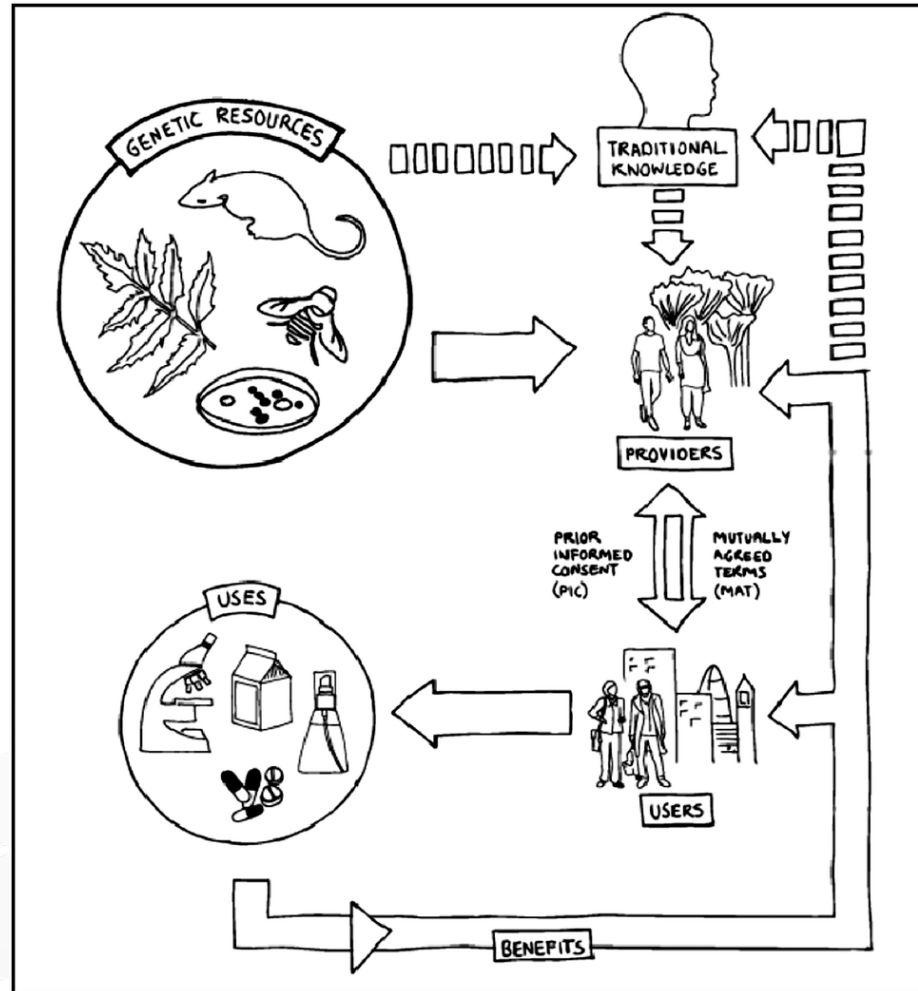 GENETIC RESOURCES
TRADITIONAL
KNOWLEDGE
PROVIDERS
PRIOR
INFORMED
CONSENT
(PIC)
MUTUALLY
AGREED
TERMS
(MAT)
USES
USERS
BENEFITS